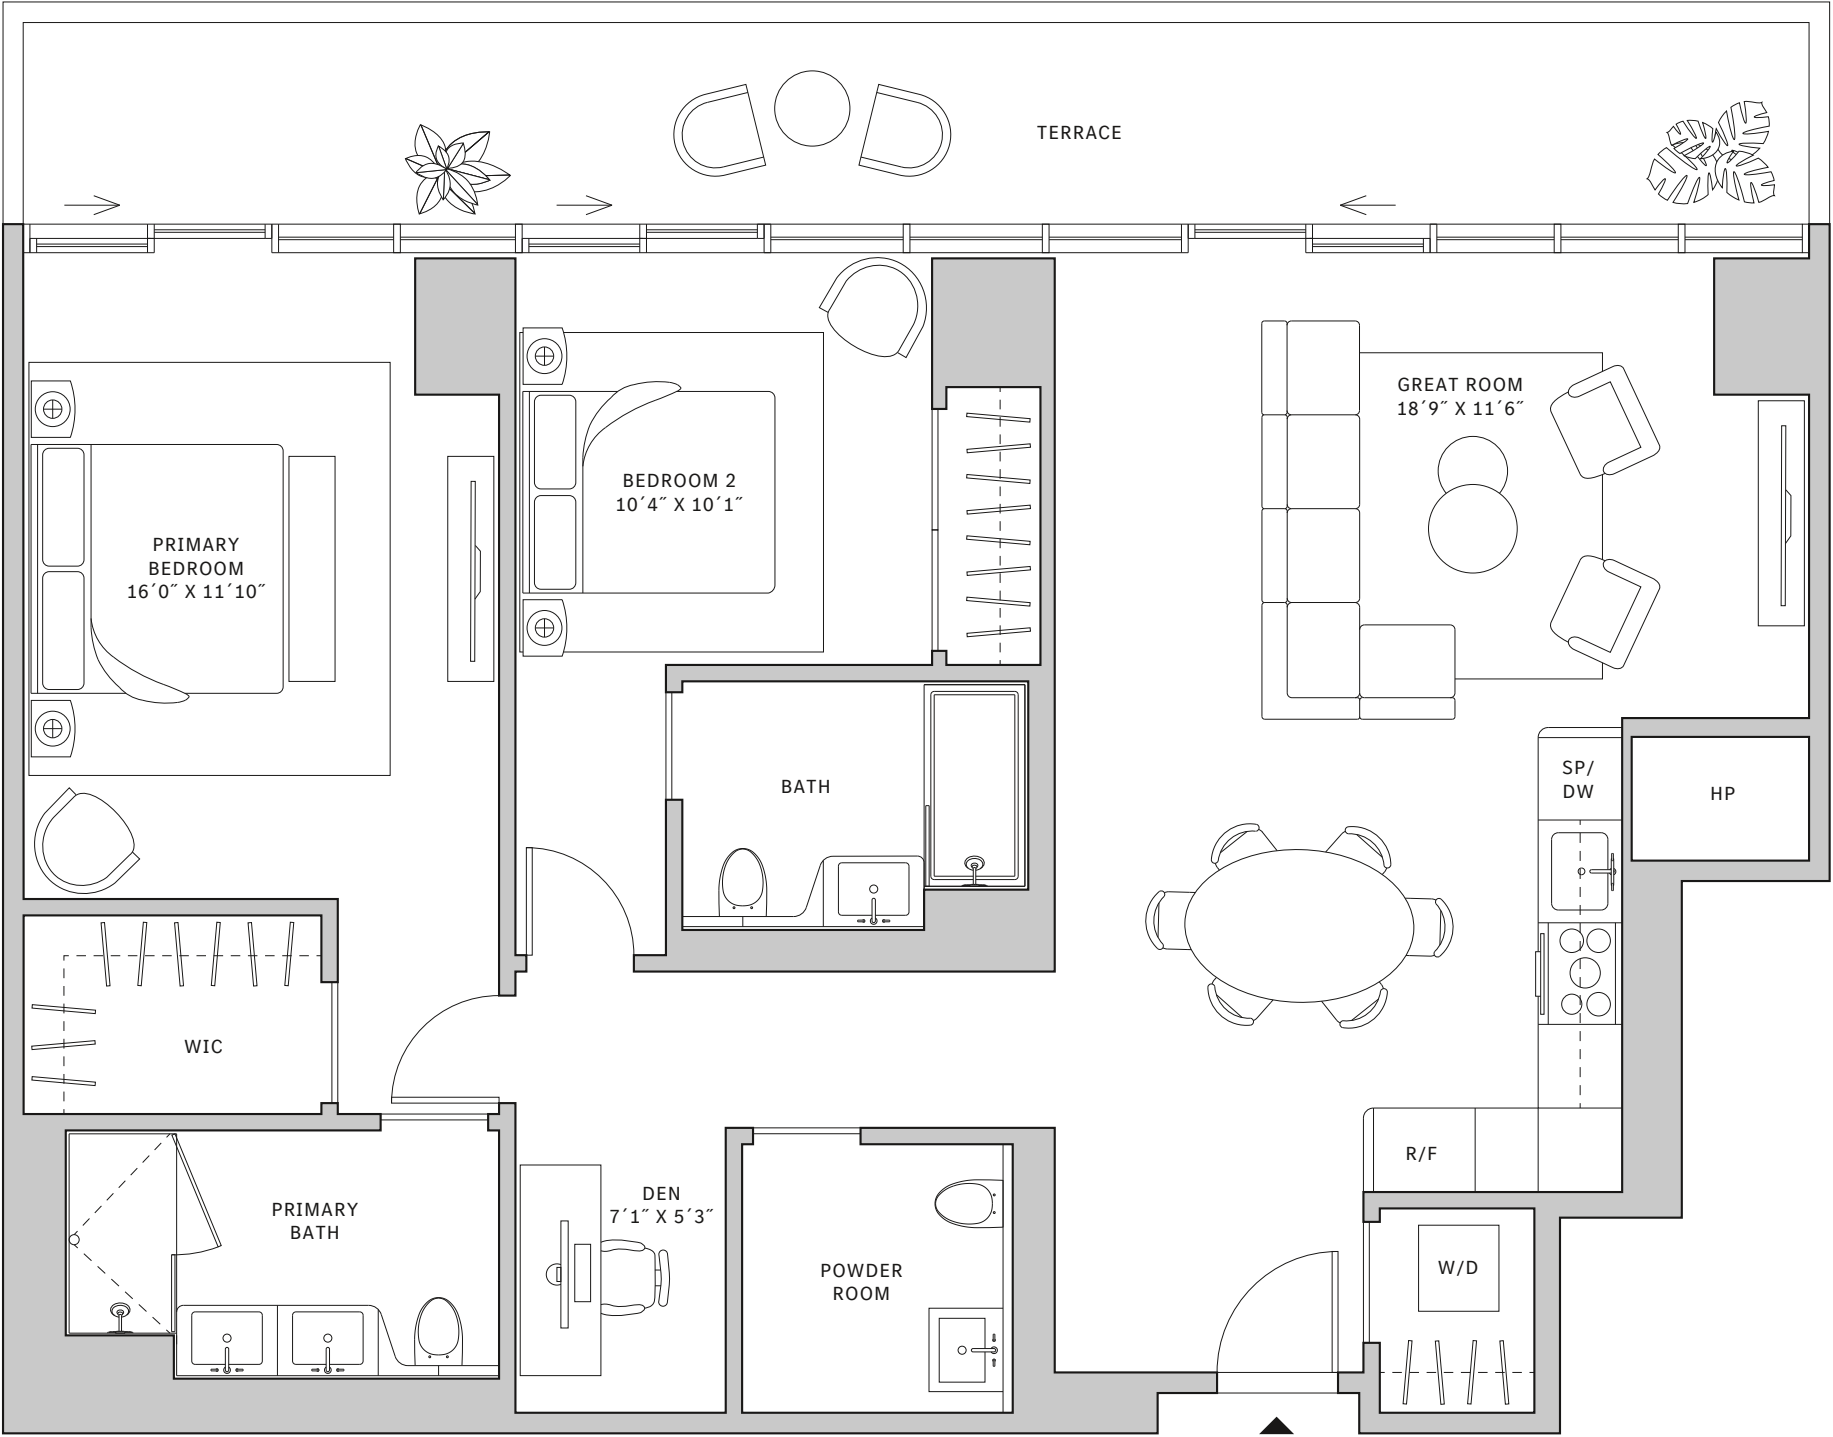 TERRACE
GREAT ROOM
18´9˝ X 11´6˝
BEDROOM 2
10´4˝ X 10´1˝
PRIMARY
BEDROOM
16´0˝ X 11´10˝
BATH
SP/
DW
HP
WIC
R/F
PRIMARY
BATH
DEN
7´1˝ X 5´3˝
POWDER
ROOM
W/D